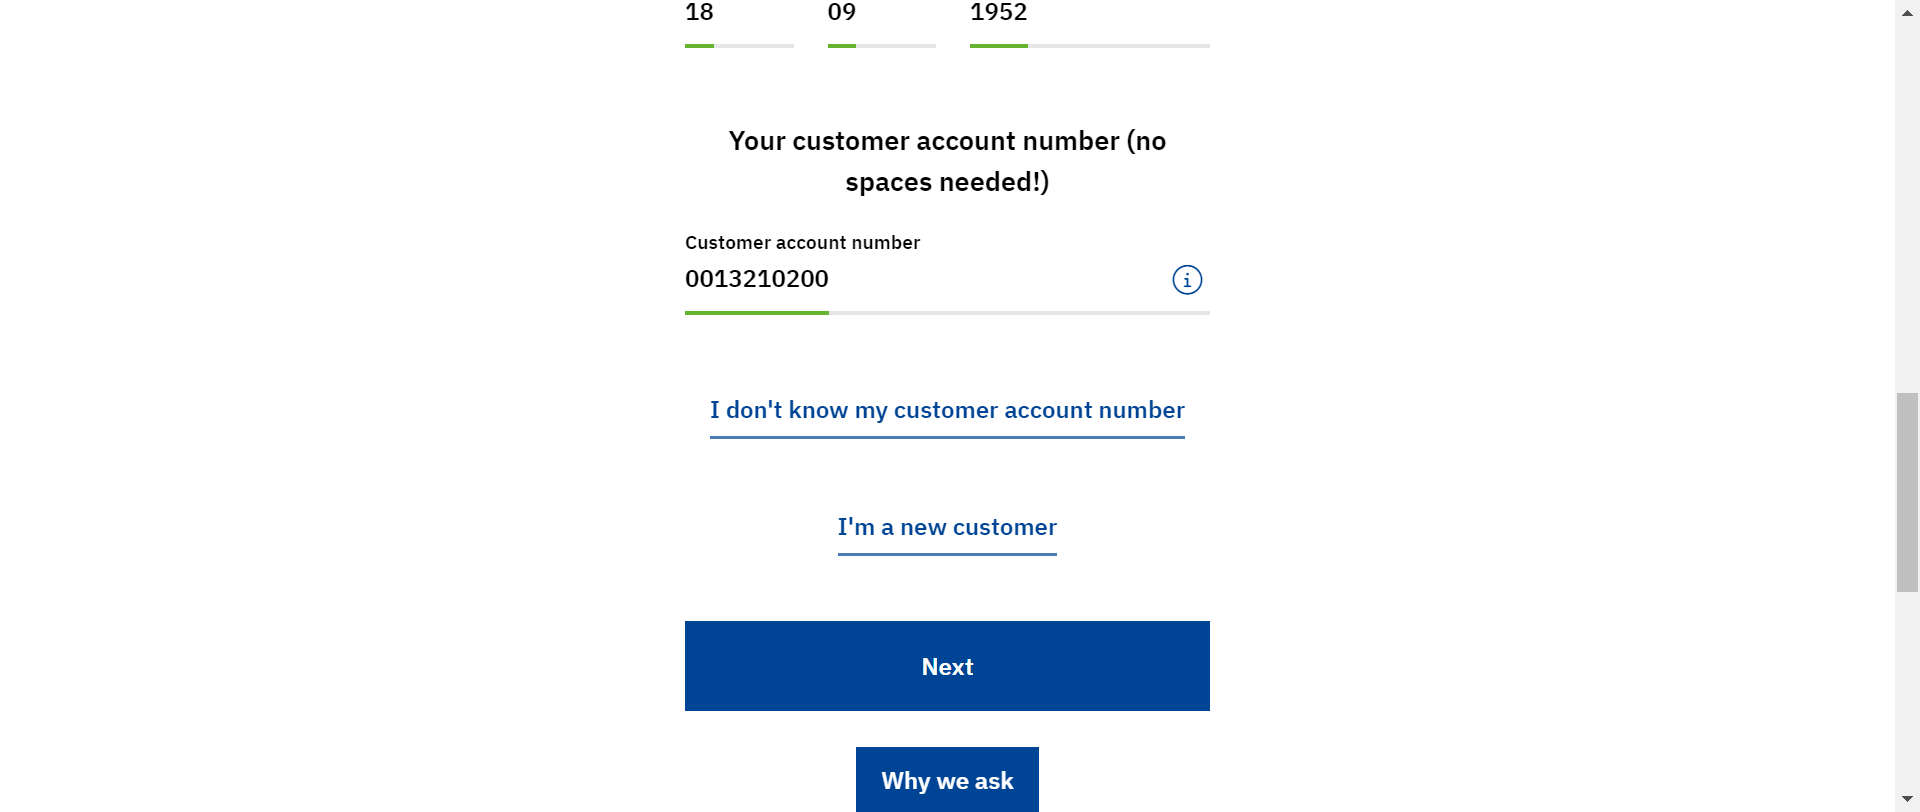 18 09 1952
Your customer account number (no
spaces needed!)
Customer account number
0013210200
I don't know my customer account number
I'm a new customer
Next
Why we ask